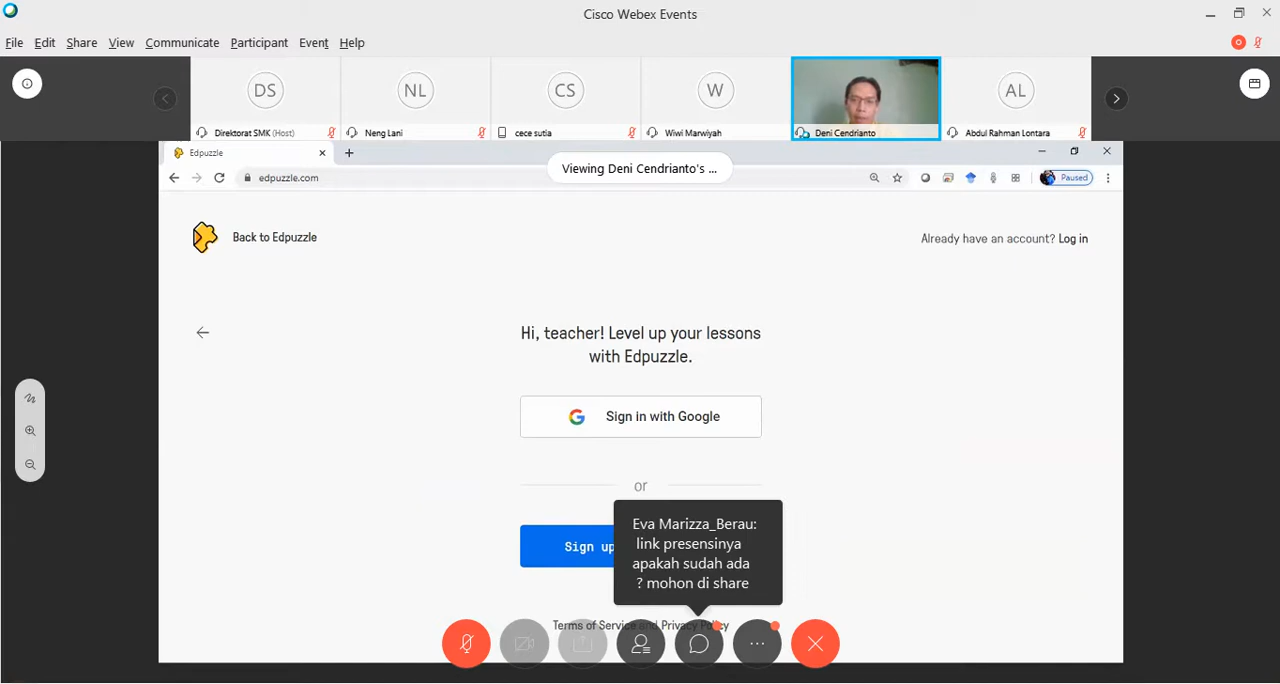 Cisco Webex Events
File Edit Share View Communicate Participant Event Help
DS NL CS W AL
Direktorat SMK (Host) Neng Lani cece sutia Wiwi Marwiyah Deni Cendrianto Abdul Rahman Lontara
Edpuzzle
Viewing Deni Cendrianto's ...
edpuzzle.com
Paused
Back to Edpuzzle
Already have an account? Log in
Hi, teacher! Level up your lessons
with Edpuzzle.
Sign in with Google
or
Sign up
Eva Marizza_Berau:
link presensinya
apakah sudah ada
? mohon di share
Terms of Service and Privacy Policy